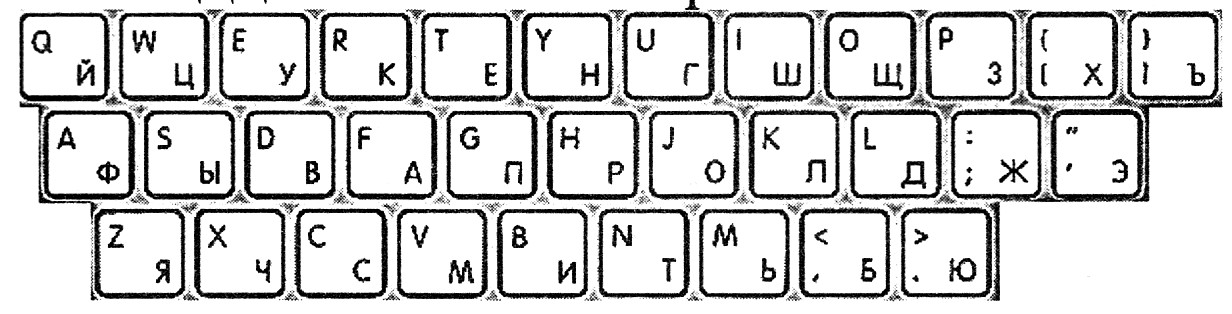 Q Й W Ц E У R К T Е Y Н U Г I Ш O Щ P З { [ Х } ] Ъ
A Ф S Ы D В F А G П H Р J О K Л L Д : ; Ж " ' Э
Z Я X Ч C С V М B И N Т M Ь < , Б > . Ю